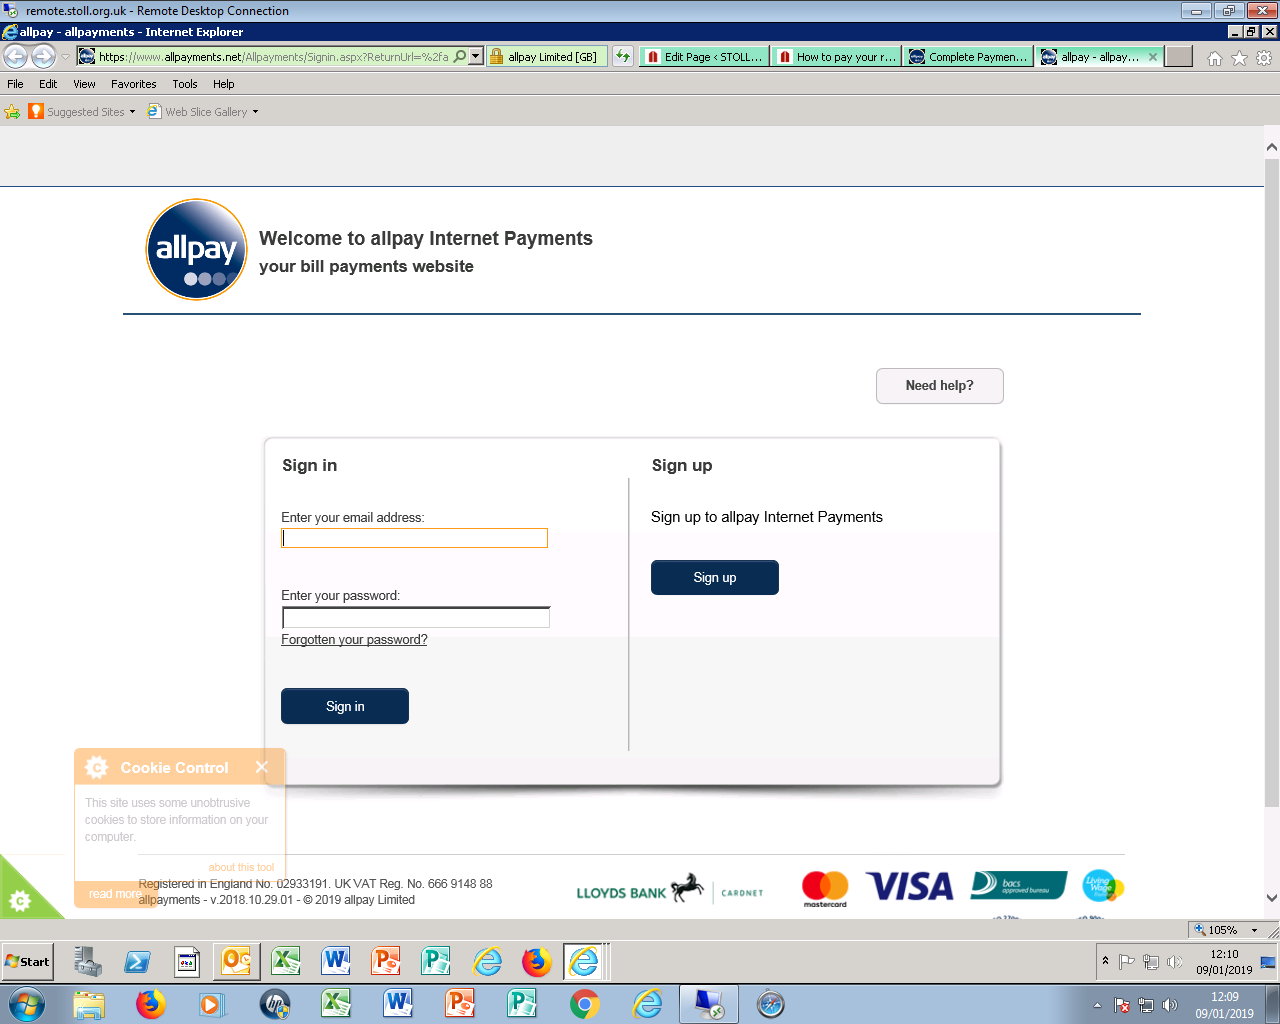 remote.stoll.org.uk - Remote Desktop Connection
allpay - allpayments - Internet Explorer
https://www.allpayments.net/Allpayments/Signin.aspx?ReturnUrl=%2fa
allpay Limited [GB]
Edit Page < STOLL...
How to pay your r...
Complete Paymen...
allpay - allpay...
File Edit View Favorites Tools Help
Suggested Sites
Web Slice Gallery
allpay
Welcome to allpay Internet Payments
your bill payments website
Need help?
Sign in
Enter your email address:
Enter your password:
Forgotten your password?
Sign in
Sign up
Sign up to allpay Internet Payments
Sign up
Cookie Control
This site uses some unobtrusive
cookies to store information on your
computer.
about this tool
read more
Registered in England No. 02933191. UK VAT Reg. No. 666 9148 88
allpayments - v.2018.10.29.01 - © 2019 allpay Limited
LLOYDS BANK
CARDNET
mastercard
VISA
bacs
approved bureau
Living
Wage
105%
Start
12:10
09/01/2019
12:09
09/01/2019